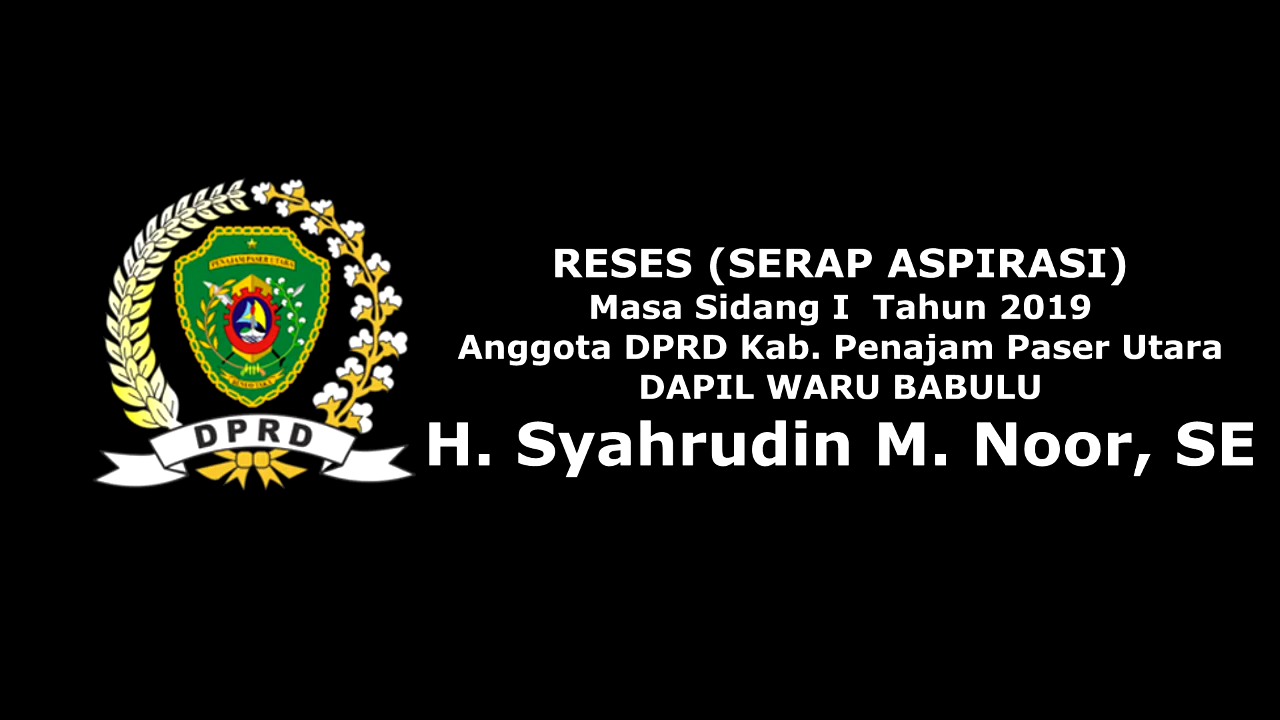 PENAJAM PASER UTARA
DPRD
RESES (SERAP ASPIRASI)
Masa Sidang I  Tahun 2019
Anggota DPRD Kab. Penajam Paser Utara
DAPIL WARU BABULU
H. Syahrudin M. Noor, SE